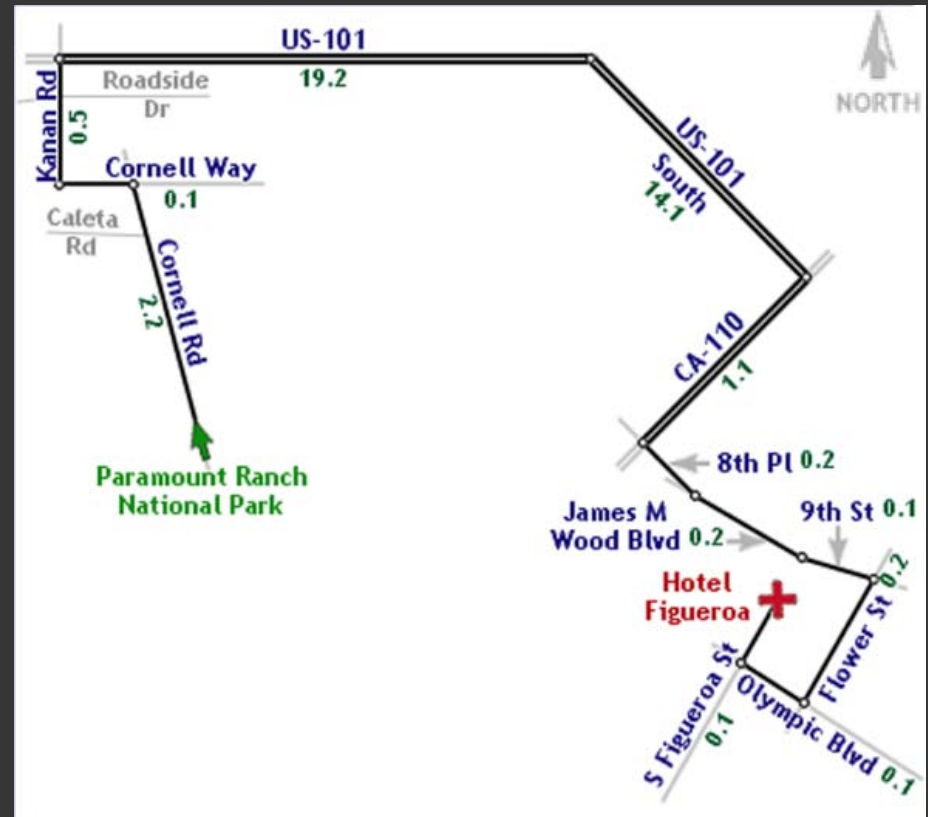 US-101
19.2
NORTH
Roadside
Dr
Kanan Rd
0.5
Cornell Way
0.1
Caleta
Rd
Cornell Rd
2.2
Paramount Ranch
National Park
US-101
South
14.1
CA-110
1.1
8th Pl 0.2
James M
Wood Blvd 0.2
9th St 0.1
0.2
Flower St
Hotel
Figueroa
S Figueroa St
0.1
Olympic Blvd 0.1